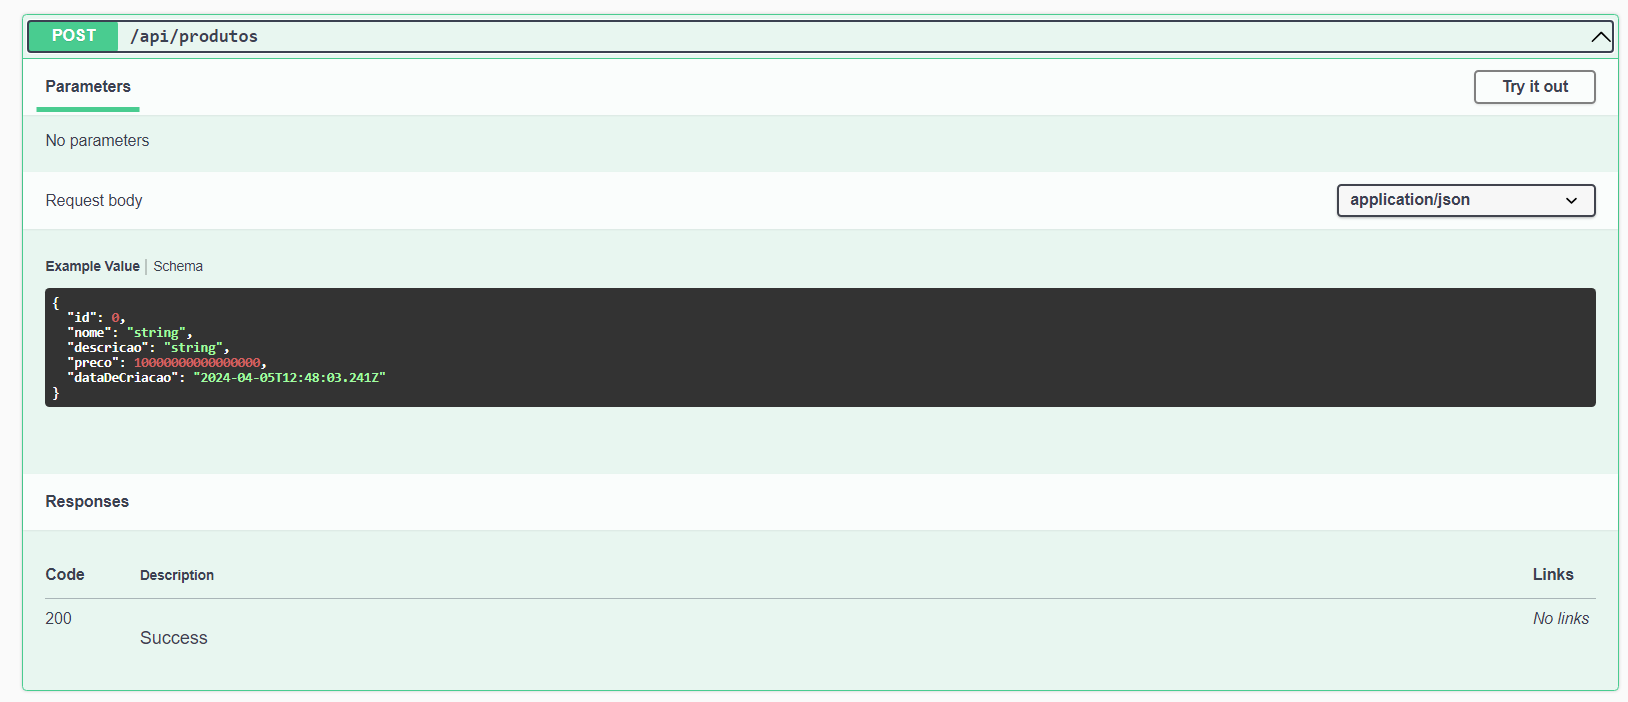 POST /api/produtos
Parameters
Try it out
No parameters
Request body
application/json
Example Value | Schema
{
  "id": 0,
  "nome": "string",
  "descricao": "string",
  "preco": 10000000000000000,
  "dataDeCriacao": "2024-04-05T12:48:03.241Z"
}
Responses
Code Description Links
200 No links
Success